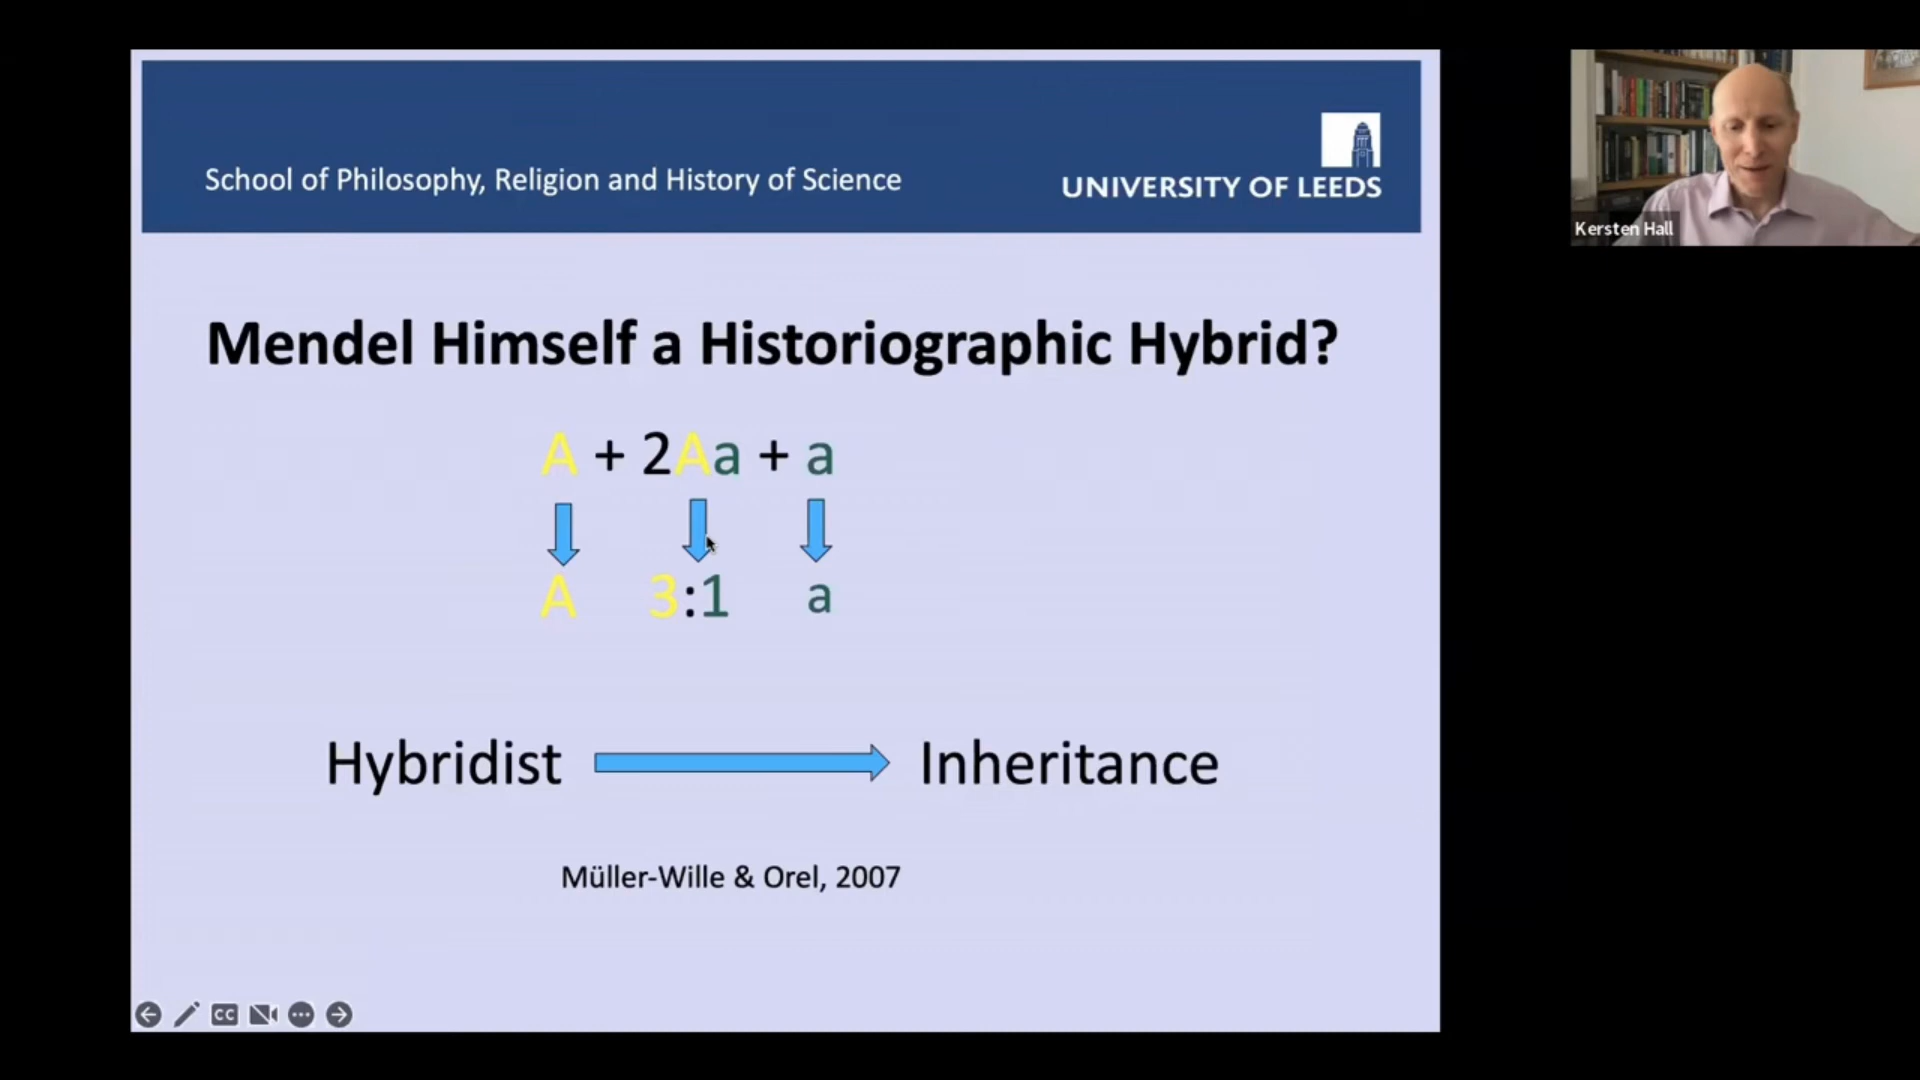 School of Philosophy, Religion and History of Science
UNIVERSITY OF LEEDS
Mendel Himself a Historiographic Hybrid?
A + 2Aa + a
A 3:1 a
Hybridist Inheritance
Müller-Wille & Orel, 2007
CC
Kersten Hall